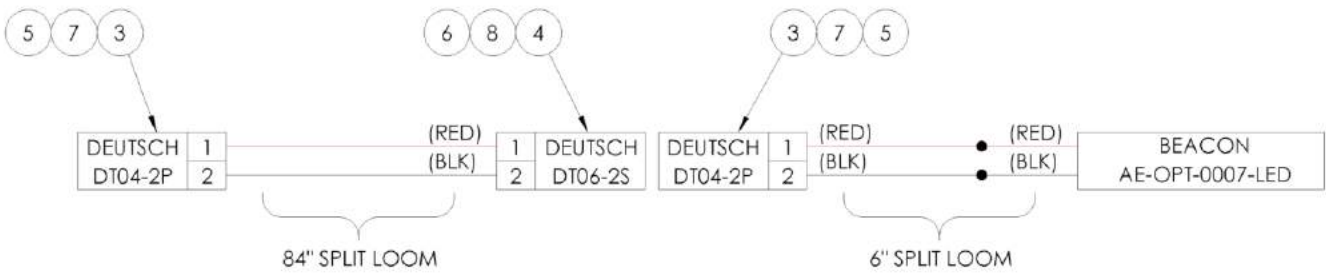 5 7 3
6 8 4
3 7 5
DEUTSCH 1
DT04-2P 2
(RED)
(BLK)
1 DEUTSCH
2 DT06-2S
DEUTSCH 1
DT04-2P 2
(RED)
(BLK)
(RED)
(BLK)
BEACON
AE-OPT-0007-LED
84" SPLIT LOOM
6" SPLIT LOOM